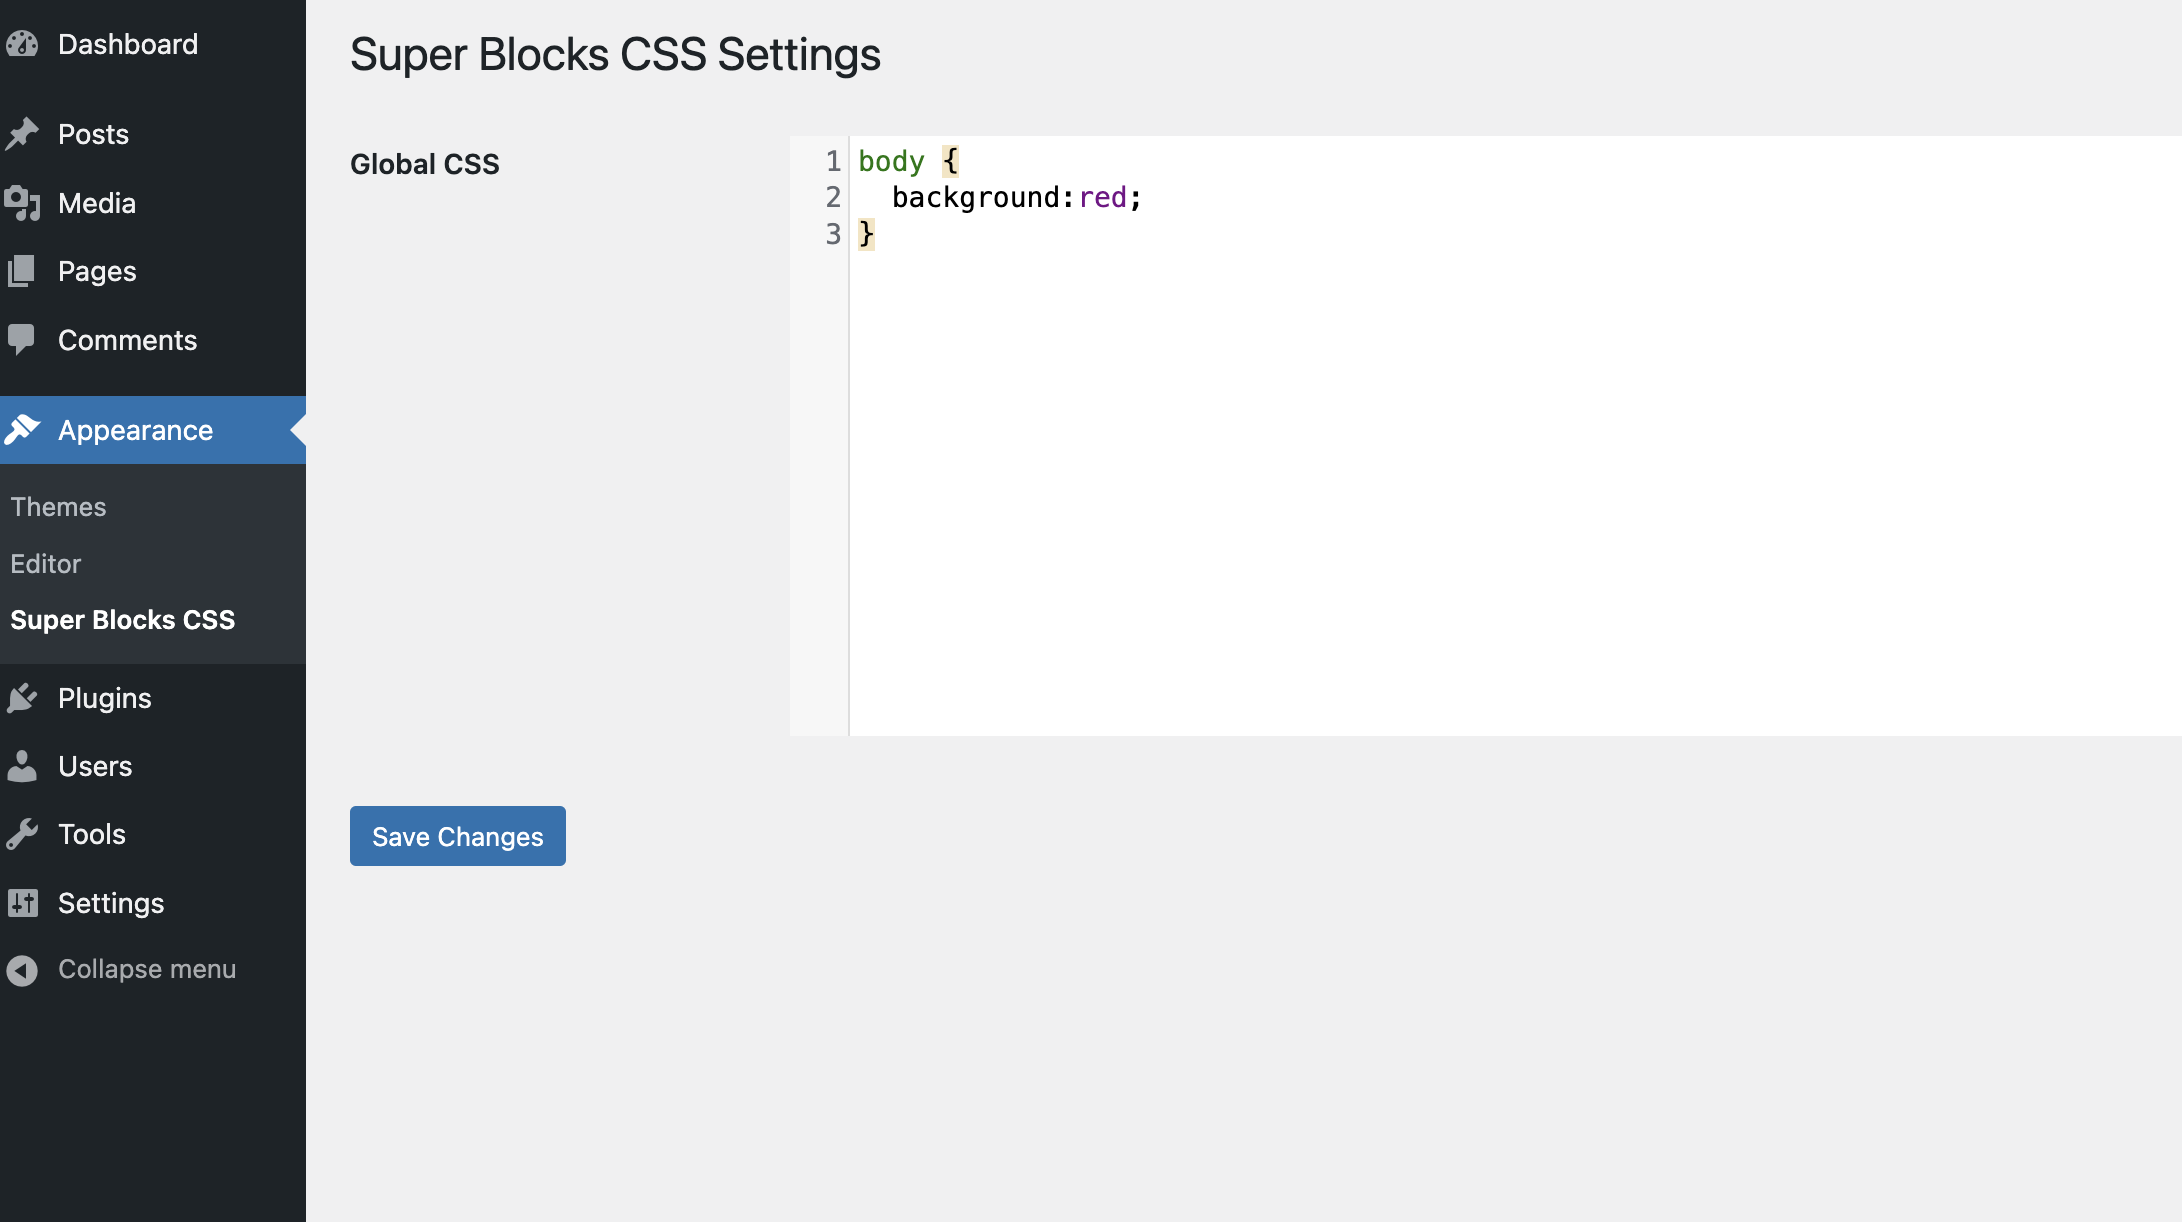 Dashboard
Posts
Media
Pages
Comments
Appearance
Themes
Editor
Super Blocks CSS
Plugins
Users
Tools
Settings
Collapse menu
Super Blocks CSS Settings
Global CSS
1 body {
2   background:red;
3 }
Save Changes